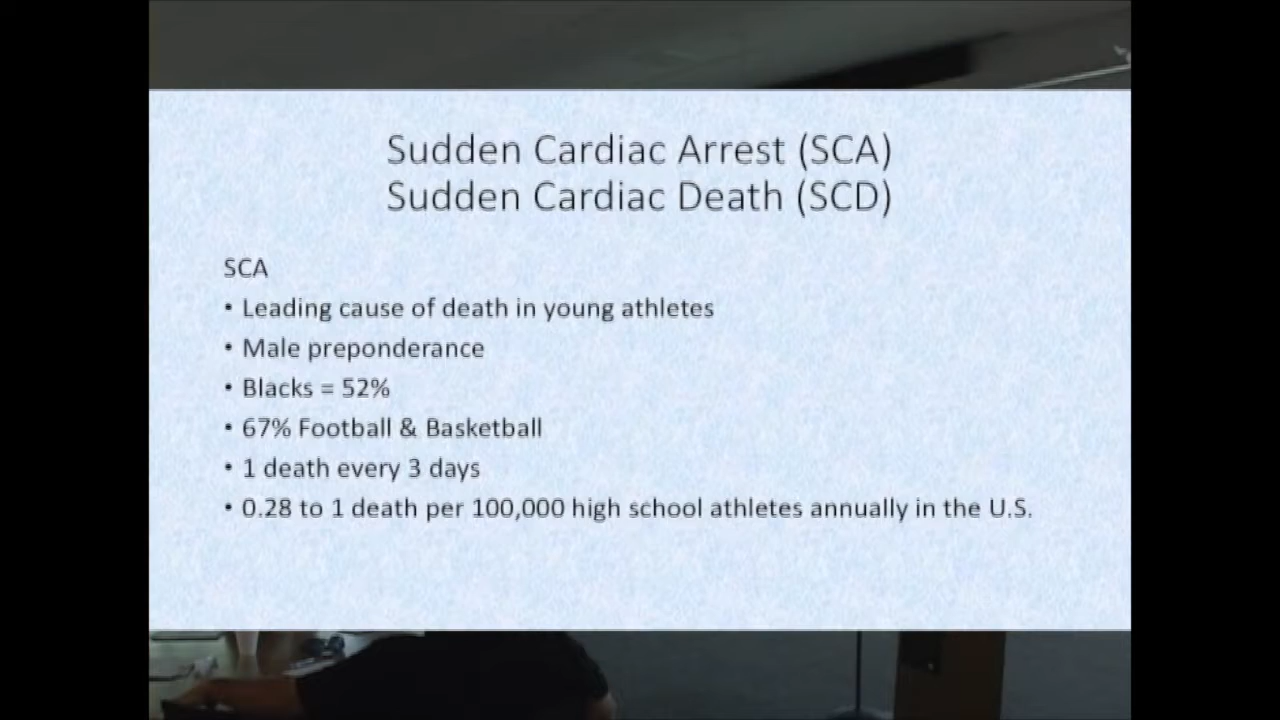 Sudden Cardiac Arrest (SCA)
Sudden Cardiac Death (SCD)
SCA
• Leading cause of death in young athletes
• Male preponderance
• Blacks = 52%
• 67% Football & Basketball
• 1 death every 3 days
• 0.28 to 1 death per 100,000 high school athletes annually in the U.S.